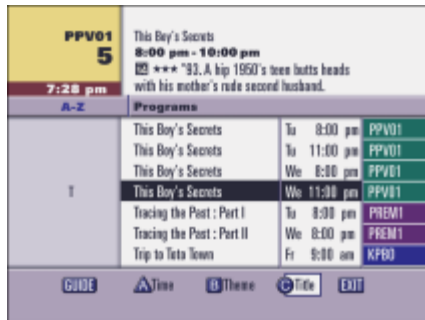 PPV01
5
7:28 pm
This Boy's Secrets
8:00 pm - 10:00 pm
★★★ "93. A hip 1950's teen butts heads
with his mother's rude second husband.
A-Z Programs
This Boy's Secrets Tu 8:00 pm PPV01
This Boy's Secrets Tu 11:00 pm PPV01
This Boy's Secrets We 8:00 pm PPV01
T This Boy's Secrets We 11:00 pm PPV01
Tracing the Past : Part I Tu 8:00 pm PREM1
Tracing the Past : Part II We 8:00 pm PREM1
Trip to Teta Town Fr 9:00 am KPBO
GUIDE A Time B Theme C Title EXIT